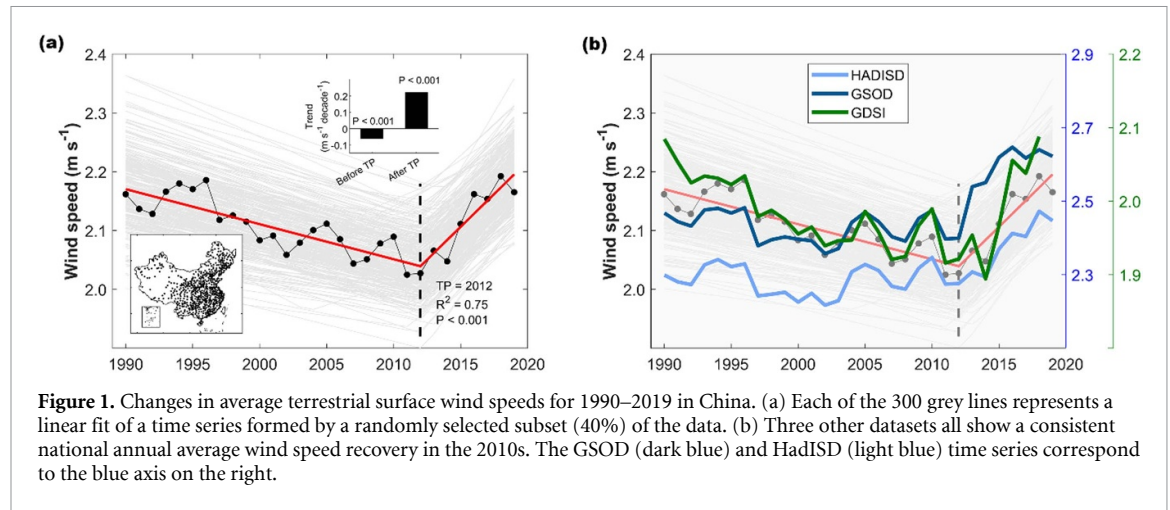 (a)
2.4
2.3
2.2
2.1
2.0
Wind speed (m s⁻¹)
1990
1995
2000
2005
2010
2015
2020
Trend
(m s⁻¹ decade⁻¹)
0.2
0.1
0
-0.1
P < 0.001
P < 0.001
Before TP
After TP
TP = 2012
R² = 0.75
P < 0.001
(b)
2.4
2.3
2.2
2.1
2.0
Wind speed (m s⁻¹)
1990
1995
2000
2005
2010
2015
2020
HADISD
GSOD
GDSI
2.9
2.7
2.5
2.3
2.2
2.1
2.0
1.9
Figure 1. Changes in average terrestrial surface wind speeds for 1990–2019 in China. (a) Each of the 300 grey lines represents a
linear fit of a time series formed by a randomly selected subset (40%) of the data. (b) Three other datasets all show a consistent
national annual average wind speed recovery in the 2010s. The GSOD (dark blue) and HadISD (light blue) time series correspond
to the blue axis on the right.